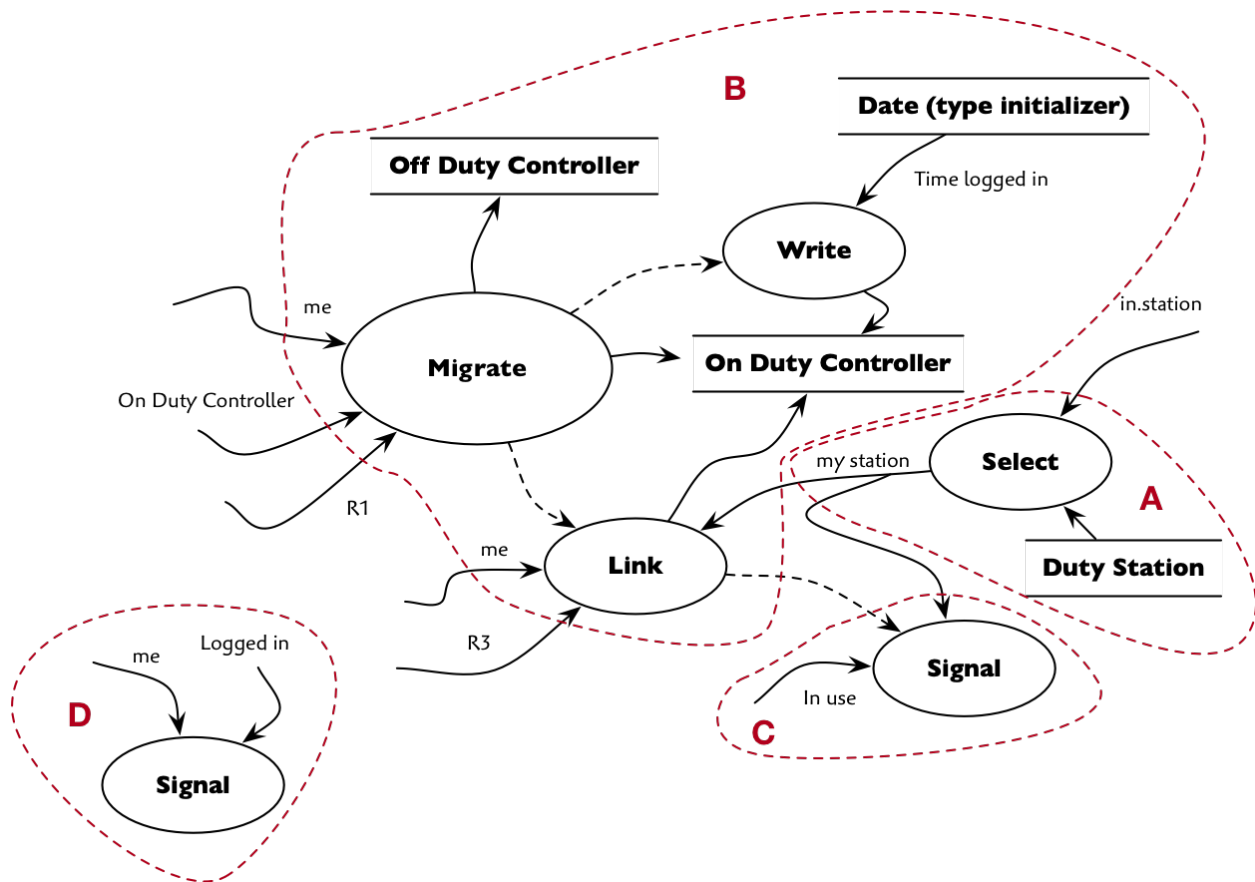 B
Date (type initializer)
Off Duty Controller
Time logged in
Write
in.station
me
On Duty Controller
Migrate
On Duty Controller
my station
Select
A
R1
me
Link
Duty Station
R3
Logged in
me
Signal
In use
D
C
Signal